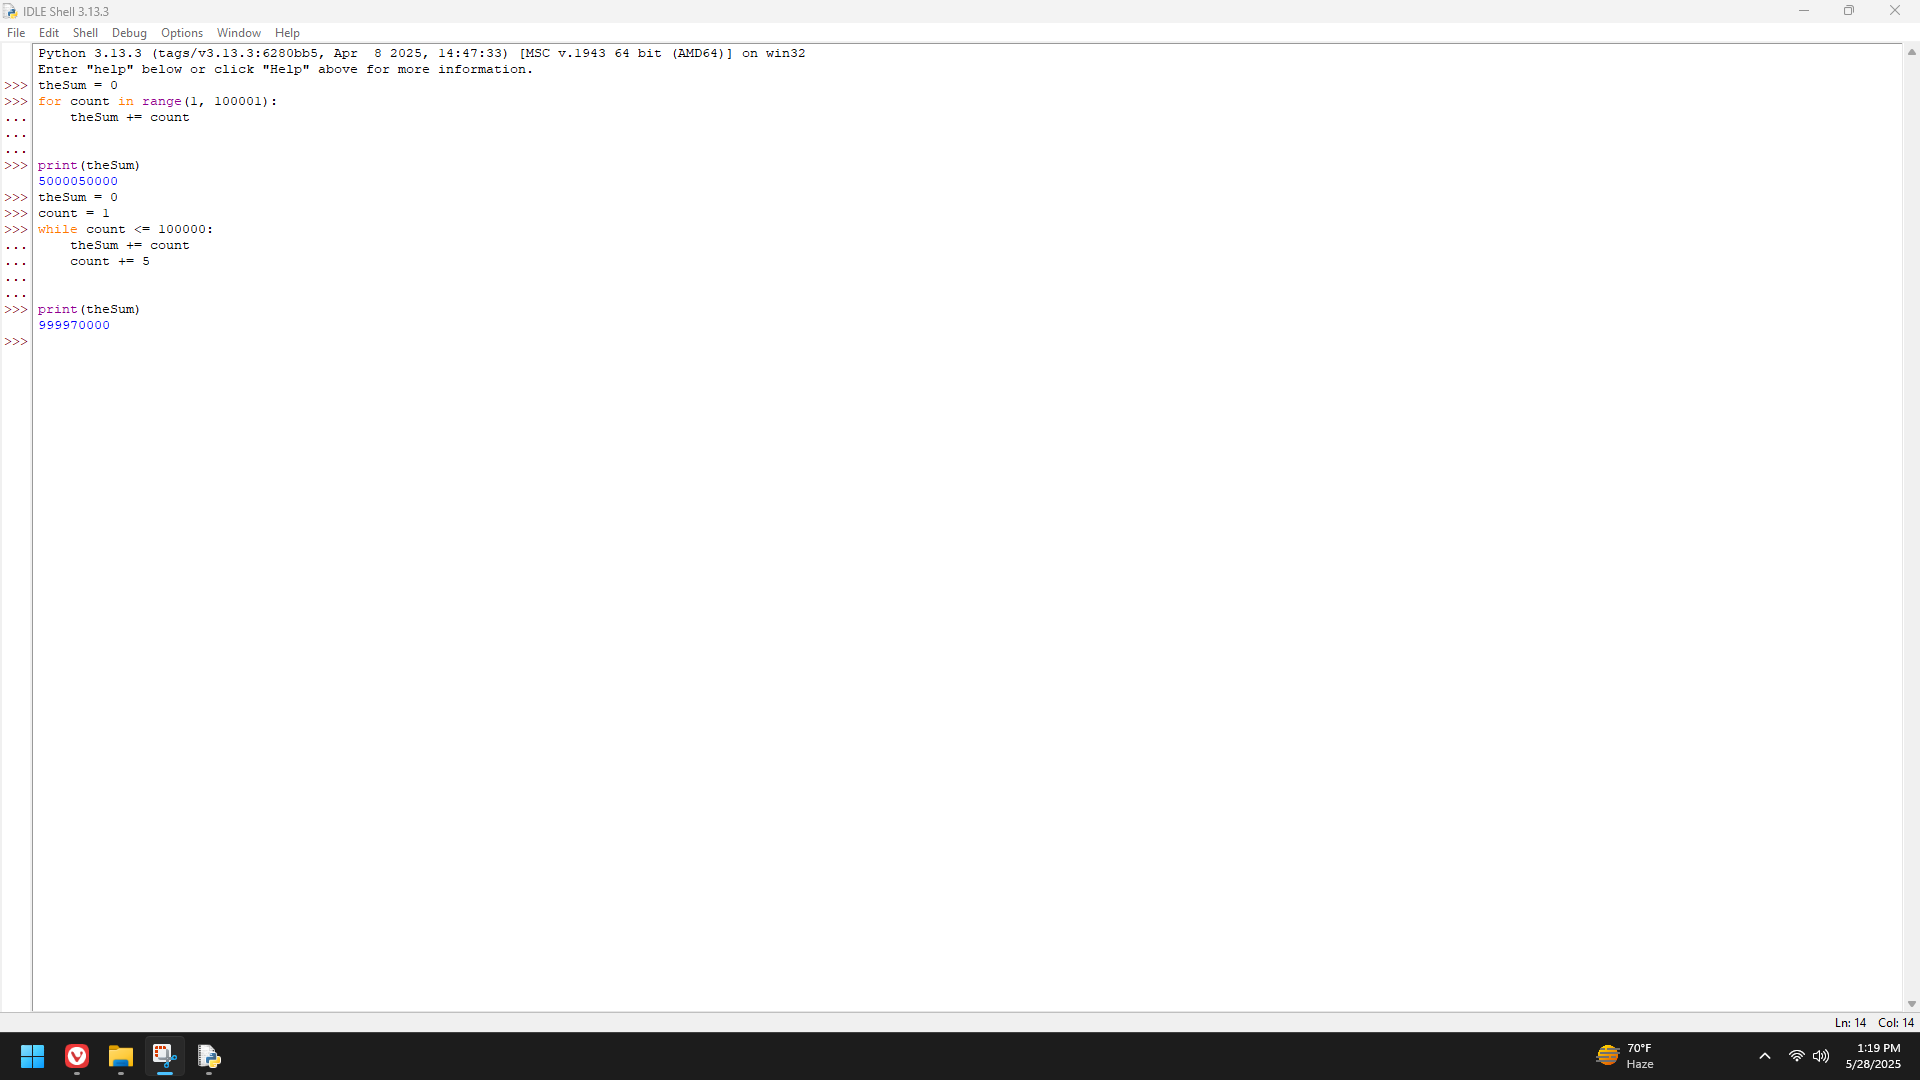 IDLE Shell 3.13.3
File Edit Shell Debug Options Window Help
Python 3.13.3 (tags/v3.13.3:6280bb5, Apr  8 2025, 14:47:33) [MSC v.1943 64 bit (AMD64)] on win32
Enter "help" below or click "Help" above for more information.
>>> theSum = 0
>>> for count in range(1, 100001):
...     theSum += count
...
...
>>> print(theSum)
5000050000
>>> theSum = 0
>>> count = 1
>>> while count <= 100000:
...     theSum += count
...     count += 5
...
...
>>> print(theSum)
999970000
>>>
Ln: 14 Col: 14
70°F
Haze
1:19 PM
5/28/2025